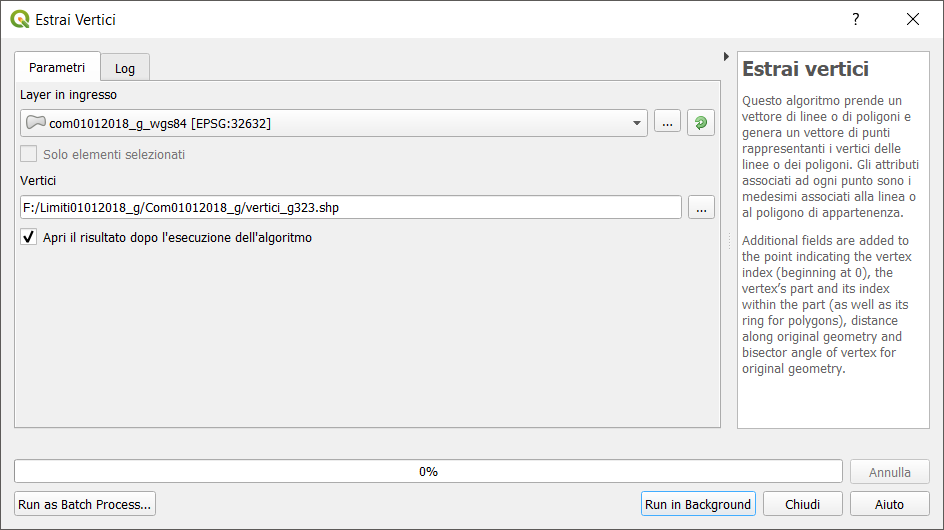 Estrai Vertici
?
Parametri
Log
Layer in ingresso
com01012018_g_wgs84 [EPSG:32632]
...
Solo elementi selezionati
Vertici
F:/Limiti01012018_g/Com01012018_g/vertici_g323.shp
...
Apri il risultato dopo l'esecuzione dell'algoritmo
Estrai vertici
Questo algoritmo prende un
vettore di linee o di poligoni e
genera un vettore di punti
rappresentanti i vertici delle
linee o dei poligoni. Gli attributi
associati ad ogni punto sono i
medesimi associati alla linea o
al poligono di appartenenza.
Additional fields are added to
the point indicating the vertex
index (beginning at 0), the
vertex's part and its index
within the part (as well as its
ring for polygons), distance
along original geometry and
bisector angle of vertex for
original geometry.
0%
Annulla
Run as Batch Process...
Run in Background
Chiudi
Aiuto